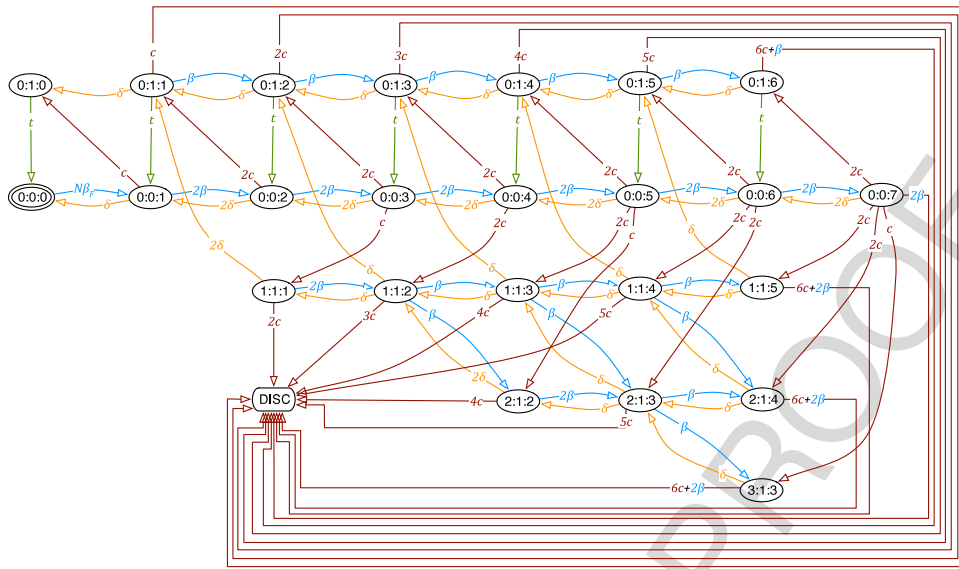 c 2c 3c 4c 5c 6c+β
0:1:0 δ 0:1:1 β δ 0:1:2 β δ 0:1:3 β δ 0:1:4 β δ 0:1:5 β δ 0:1:6
t t t t t t
c 2c 2c 2c 2c 2c 2c
0:0:0 Nβ_F δ 0:0:1 2β 2δ 0:0:2 2β 2δ 0:0:3 2β 2δ 0:0:4 2β 2δ 0:0:5 2β 2δ 0:0:6 2β 2δ 0:0:7 2β
c 2c 2c c 2c 2c 2c 2c c
2δ δ δ δ δ
1:1:1 2β δ 1:1:2 β δ 1:1:3 β δ 1:1:4 β δ 1:1:5 6c+2β
2c 3c β 4c β 5c β
2δ δ δ
DISC 4c 2:1:2 2β δ 2:1:3 β δ 2:1:4 6c+2β
5c β
δ
6c+2β 3:1:3
PROOF